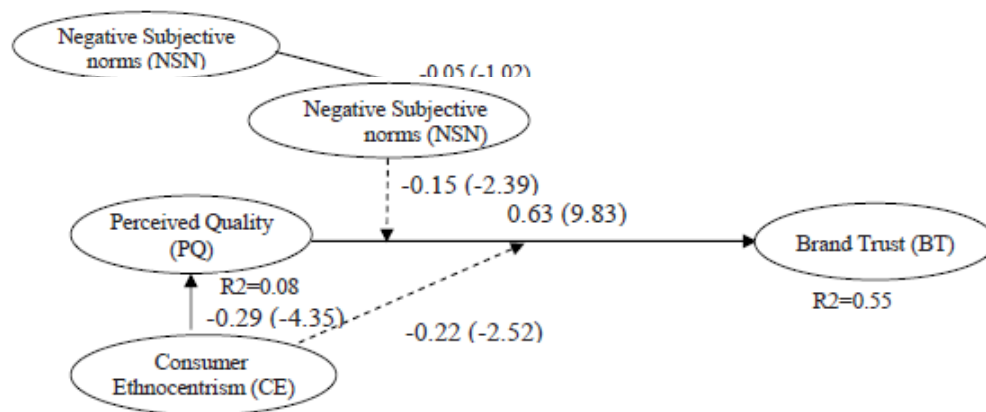 Negative Subjective
norms (NSN)
-0.05 (-1.02)
Negative Subjective
norms (NSN)
-0.15 (-2.39)
0.63 (9.83)
Perceived Quality
(PQ)
Brand Trust (BT)
R2=0.08
R2=0.55
-0.29 (-4.35)
-0.22 (-2.52)
Consumer
Ethnocentrism (CE)